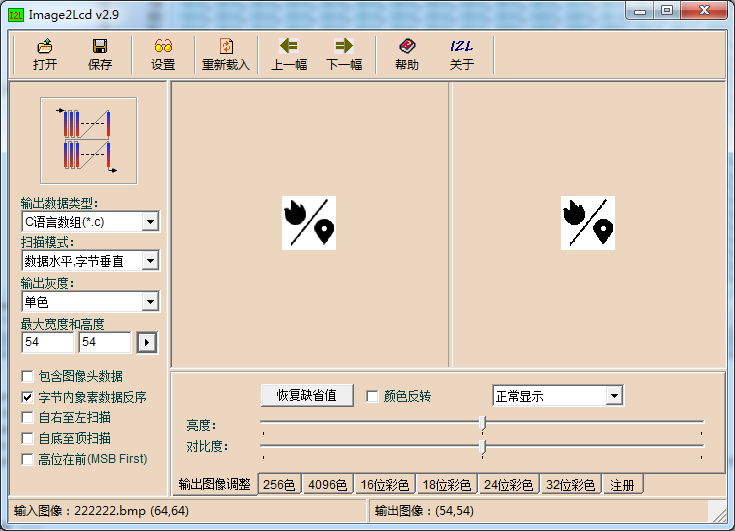 I2L Image2Lcd v2.9
打开 保存 设置 重新载入 上一幅 下一幅 帮助 I2L 关于
输出数据类型:
C语言数组(*.c)
扫描模式:
数据水平,字节垂直
输出灰度:
单色
最大宽度和高度
54 54
包含图像头数据
字节内象素数据反序
自右至左扫描
自底至顶扫描
高位在前(MSB First)
恢复缺省值 颜色反转 正常显示
亮度:
对比度:
输出图像调整 256色 4096色 16位彩色 18位彩色 24位彩色 32位彩色 注册
输入图像: 222222.bmp (64,64) 输出图像: (54,54)